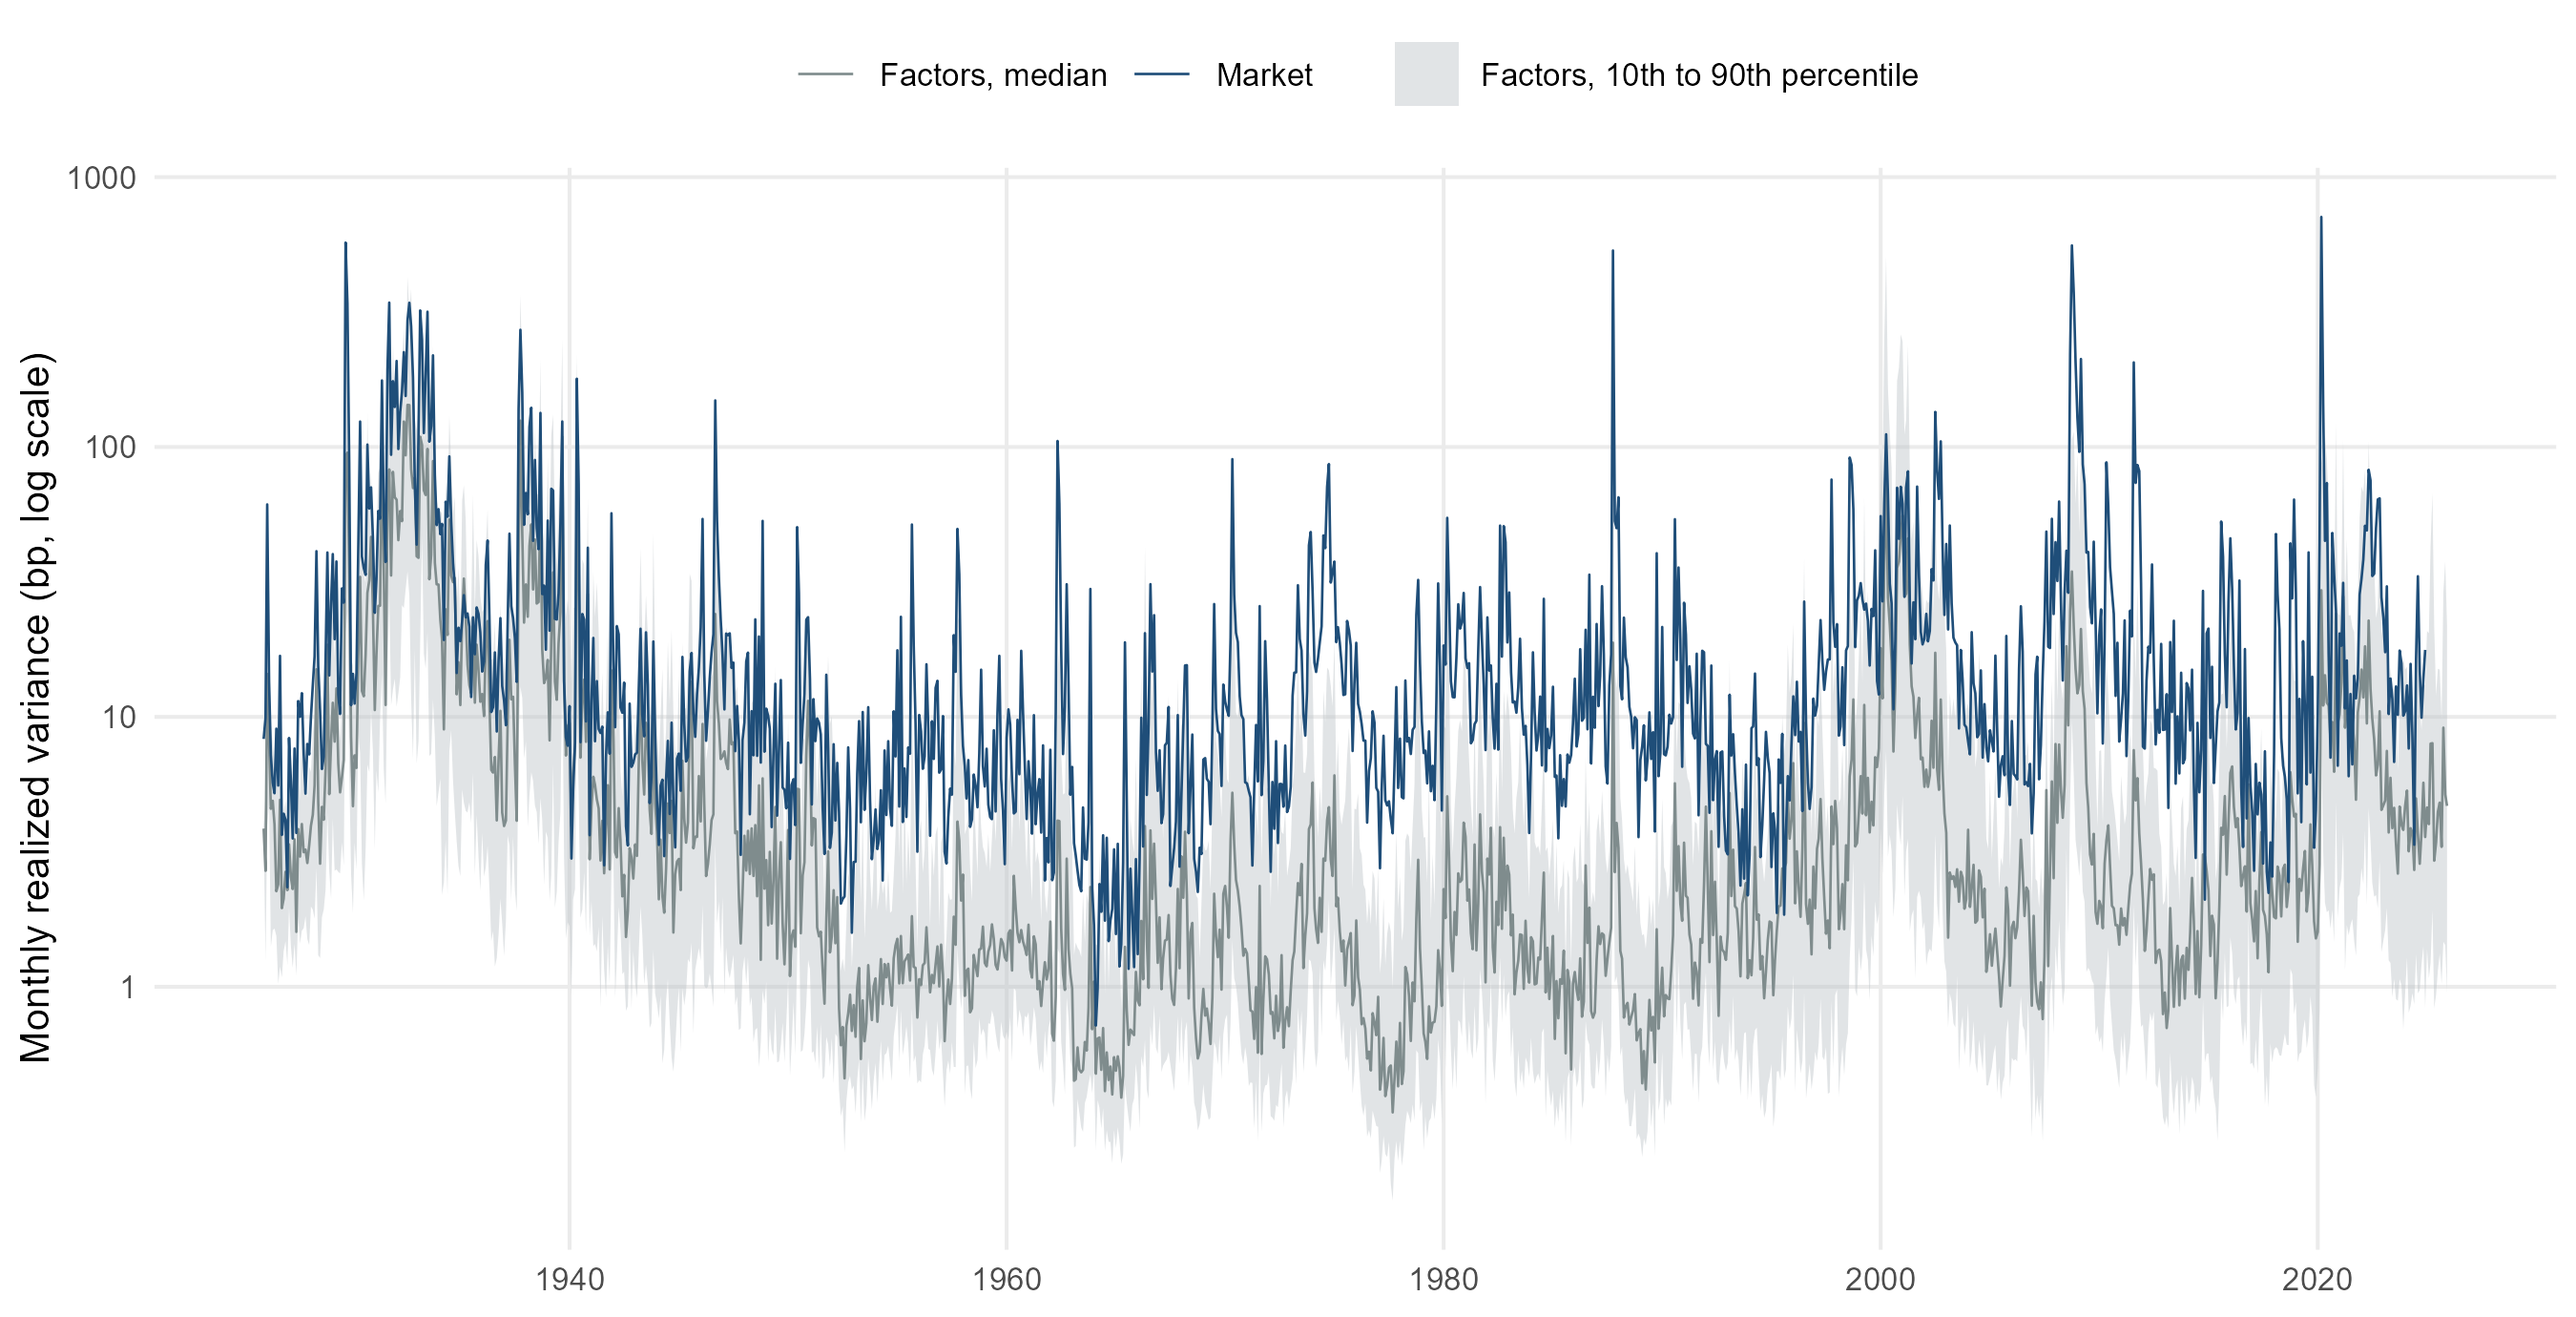 Factors, median Market Factors, 10th to 90th percentile
Monthly realized variance (bp, log scale)
1000
100
10
1
1940 1960 1980 2000 2020